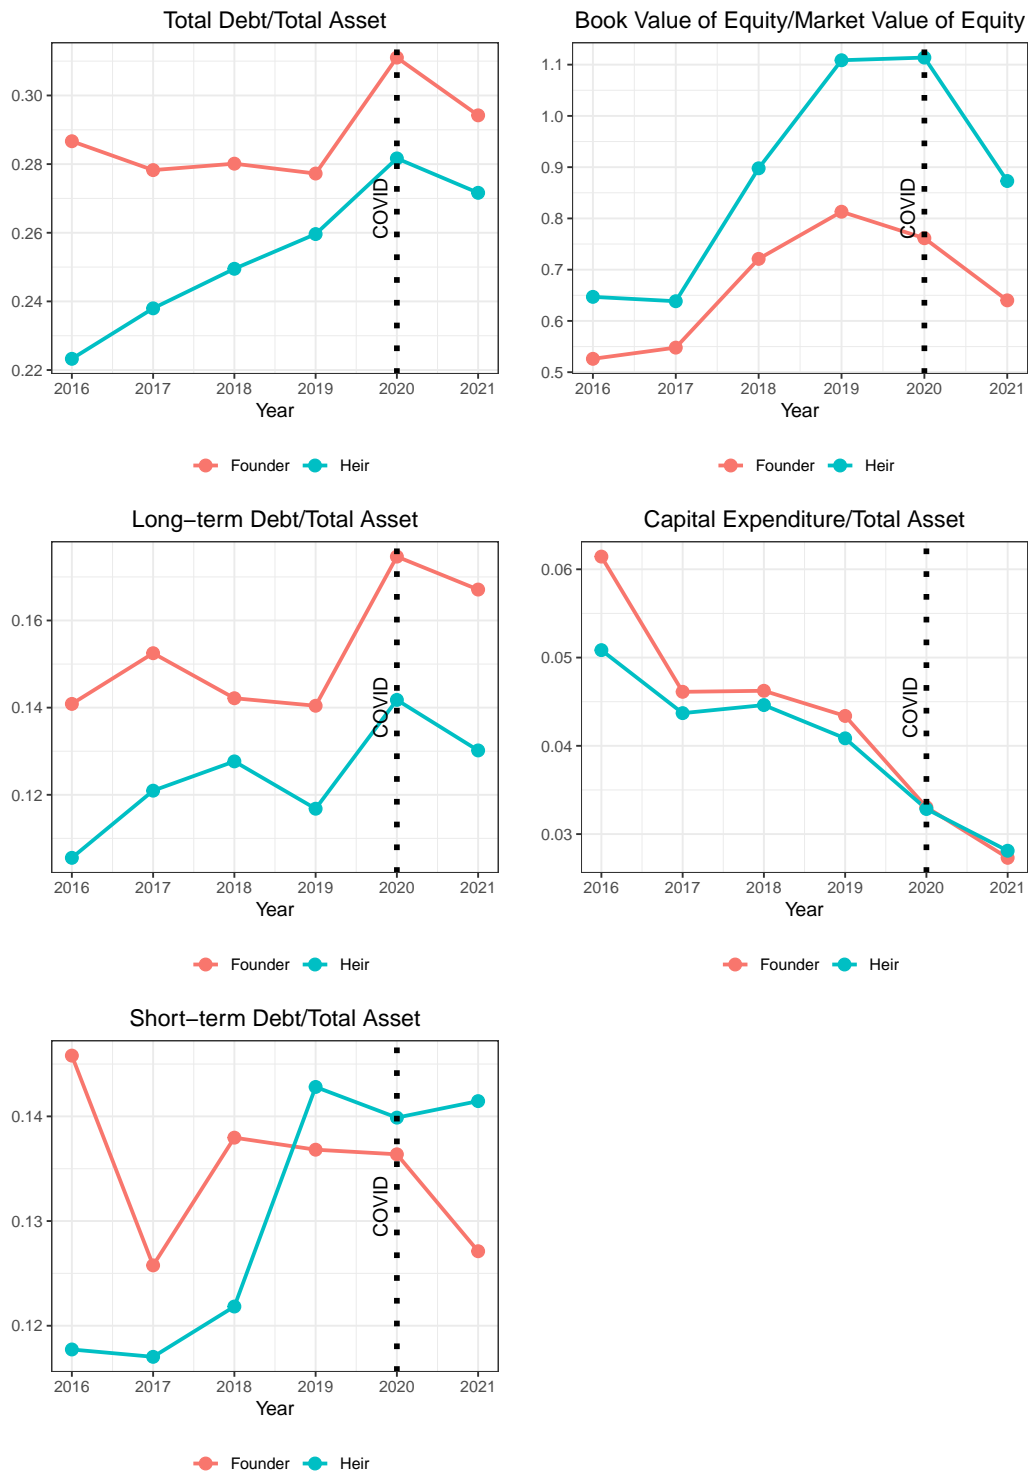 Total Debt/Total Asset
0.30
0.28
0.26
0.24
0.22
COVID
2016 2017 2018 2019 2020 2021
Year
Founder Heir
Book Value of Equity/Market Value of Equity
1.1
1.0
0.9
0.8
0.7
0.6
0.5
COVID
2016 2017 2018 2019 2020 2021
Year
Founder Heir
Long−term Debt/Total Asset
0.16
0.14
0.12
COVID
2016 2017 2018 2019 2020 2021
Year
Founder Heir
Capital Expenditure/Total Asset
0.06
0.05
0.04
0.03
COVID
2016 2017 2018 2019 2020 2021
Year
Founder Heir
Short−term Debt/Total Asset
0.14
0.13
0.12
COVID
2016 2017 2018 2019 2020 2021
Year
Founder Heir